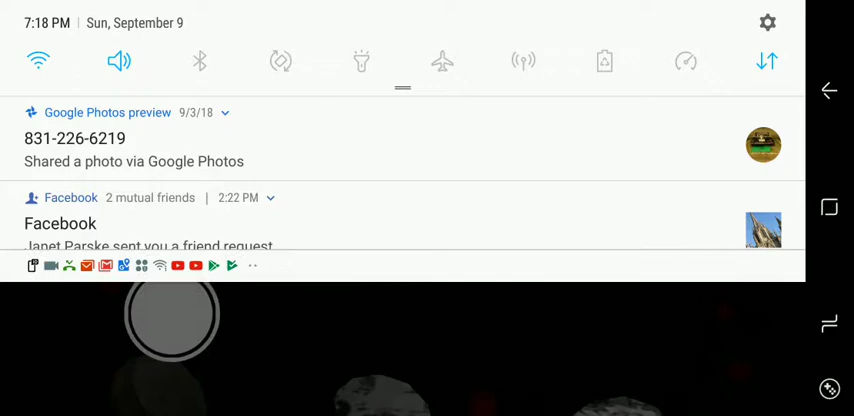 7:18 PM | Sun, September 9
Google Photos preview 9/3/18
831-226-6219
Shared a photo via Google Photos
Facebook 2 mutual friends | 2:22 PM
Facebook
Janet Parske sent you a friend request